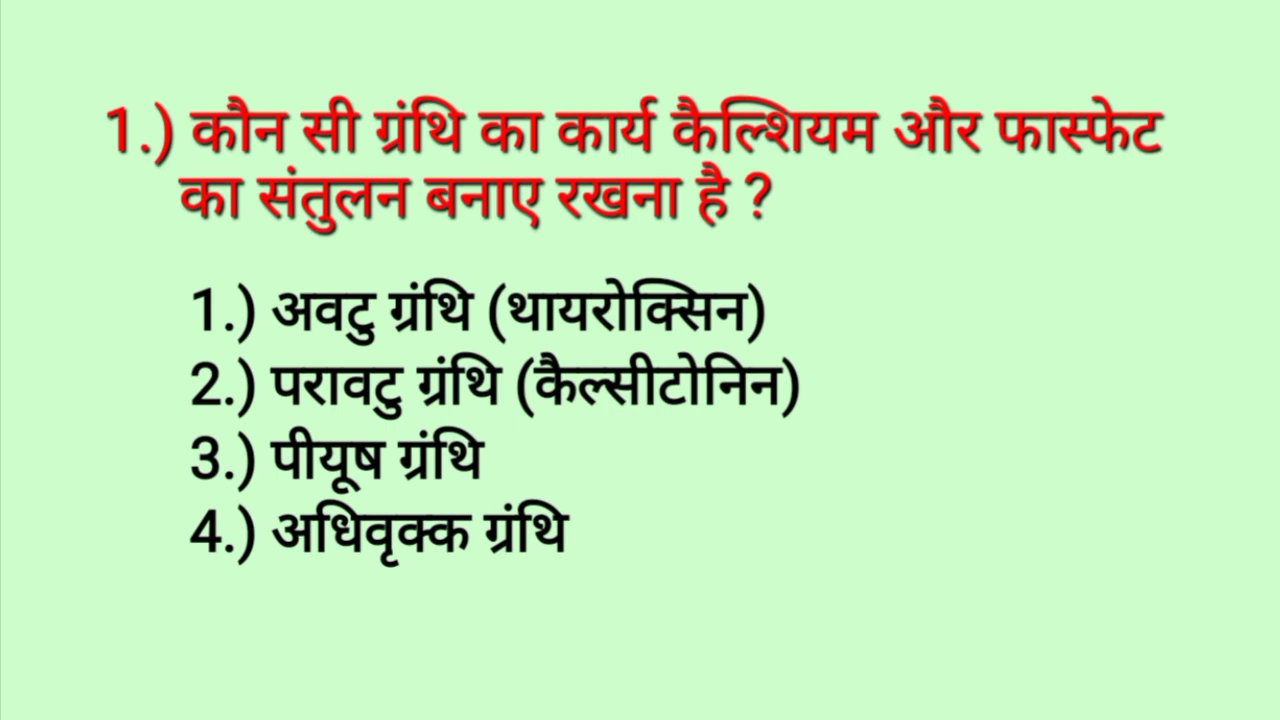 1.) कौन सी ग्रंथि का कार्य कैल्शियम और फास्फेट
का संतुलन बनाए रखना है ?
1.) अवटु ग्रंथि (थायरोक्सिन)
2.) परावटु ग्रंथि (कैल्सीटोनिन)
3.) पीयूष ग्रंथि
4.) अधिवृक्क ग्रंथि